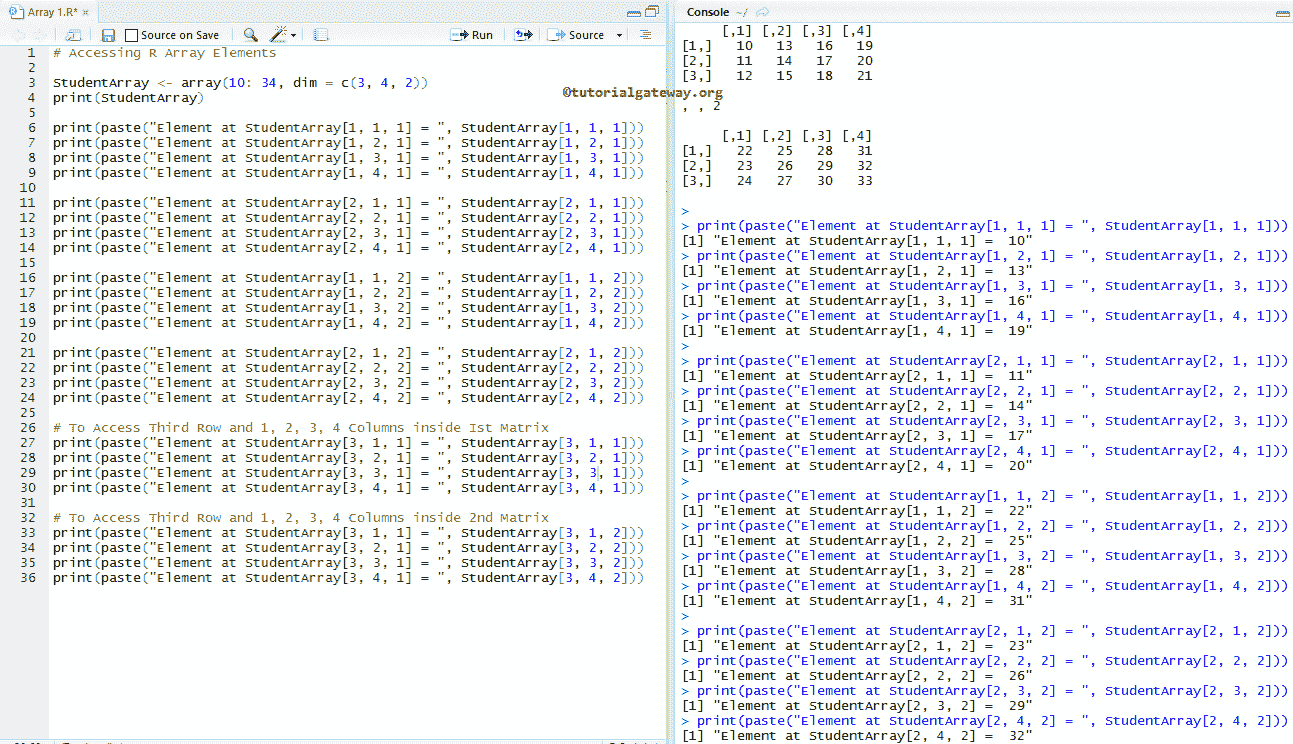 Array 1.R*
Source on Save
Run
Source
1 # Accessing R Array Elements
2
3 StudentArray <- array(10: 34, dim = c(3, 4, 2))
4 print(StudentArray)
5
6 print(paste("Element at StudentArray[1, 1, 1] = ", StudentArray[1, 1, 1]))
7 print(paste("Element at StudentArray[1, 2, 1] = ", StudentArray[1, 2, 1]))
8 print(paste("Element at StudentArray[1, 3, 1] = ", StudentArray[1, 3, 1]))
9 print(paste("Element at StudentArray[1, 4, 1] = ", StudentArray[1, 4, 1]))
10
11 print(paste("Element at StudentArray[2, 1, 1] = ", StudentArray[2, 1, 1]))
12 print(paste("Element at StudentArray[2, 2, 1] = ", StudentArray[2, 2, 1]))
13 print(paste("Element at StudentArray[2, 3, 1] = ", StudentArray[2, 3, 1]))
14 print(paste("Element at StudentArray[2, 4, 1] = ", StudentArray[2, 4, 1]))
15
16 print(paste("Element at StudentArray[1, 1, 2] = ", StudentArray[1, 1, 2]))
17 print(paste("Element at StudentArray[1, 2, 2] = ", StudentArray[1, 2, 2]))
18 print(paste("Element at StudentArray[1, 3, 2] = ", StudentArray[1, 3, 2]))
19 print(paste("Element at StudentArray[1, 4, 2] = ", StudentArray[1, 4, 2]))
20
21 print(paste("Element at StudentArray[2, 1, 2] = ", StudentArray[2, 1, 2]))
22 print(paste("Element at StudentArray[2, 2, 2] = ", StudentArray[2, 2, 2]))
23 print(paste("Element at StudentArray[2, 3, 2] = ", StudentArray[2, 3, 2]))
24 print(paste("Element at StudentArray[2, 4, 2] = ", StudentArray[2, 4, 2]))
25
26 # To Access Third Row and 1, 2, 3, 4 Columns inside Ist Matrix
27 print(paste("Element at StudentArray[3, 1, 1] = ", StudentArray[3, 1, 1]))
28 print(paste("Element at StudentArray[3, 2, 1] = ", StudentArray[3, 2, 1]))
29 print(paste("Element at StudentArray[3, 3, 1] = ", StudentArray[3, 3, 1]))
30 print(paste("Element at StudentArray[3, 4, 1] = ", StudentArray[3, 4, 1]))
31
32 # To Access Third Row and 1, 2, 3, 4 Columns inside 2nd Matrix
33 print(paste("Element at StudentArray[3, 1, 1] = ", StudentArray[3, 1, 2]))
34 print(paste("Element at StudentArray[3, 2, 1] = ", StudentArray[3, 2, 2]))
35 print(paste("Element at StudentArray[3, 3, 1] = ", StudentArray[3, 3, 2]))
36 print(paste("Element at StudentArray[3, 4, 1] = ", StudentArray[3, 4, 2]))
©tutorialgateway.org
Console ~/
[,1] [,2] [,3] [,4]
[1,] 10 13 16 19
[2,] 11 14 17 20
[3,] 12 15 18 21
, , 2
[,1] [,2] [,3] [,4]
[1,] 22 25 28 31
[2,] 23 26 29 32
[3,] 24 27 30 33
>
> print(paste("Element at StudentArray[1, 1, 1] = ", StudentArray[1, 1, 1]))
[1] "Element at StudentArray[1, 1, 1] =  10"
> print(paste("Element at StudentArray[1, 2, 1] = ", StudentArray[1, 2, 1]))
[1] "Element at StudentArray[1, 2, 1] =  13"
> print(paste("Element at StudentArray[1, 3, 1] = ", StudentArray[1, 3, 1]))
[1] "Element at StudentArray[1, 3, 1] =  16"
> print(paste("Element at StudentArray[1, 4, 1] = ", StudentArray[1, 4, 1]))
[1] "Element at StudentArray[1, 4, 1] =  19"
>
> print(paste("Element at StudentArray[2, 1, 1] = ", StudentArray[2, 1, 1]))
[1] "Element at StudentArray[2, 1, 1] =  11"
> print(paste("Element at StudentArray[2, 2, 1] = ", StudentArray[2, 2, 1]))
[1] "Element at StudentArray[2, 2, 1] =  14"
> print(paste("Element at StudentArray[2, 3, 1] = ", StudentArray[2, 3, 1]))
[1] "Element at StudentArray[2, 3, 1] =  17"
> print(paste("Element at StudentArray[2, 4, 1] = ", StudentArray[2, 4, 1]))
[1] "Element at StudentArray[2, 4, 1] =  20"
>
> print(paste("Element at StudentArray[1, 1, 2] = ", StudentArray[1, 1, 2]))
[1] "Element at StudentArray[1, 1, 2] =  22"
> print(paste("Element at StudentArray[1, 2, 2] = ", StudentArray[1, 2, 2]))
[1] "Element at StudentArray[1, 2, 2] =  25"
> print(paste("Element at StudentArray[1, 3, 2] = ", StudentArray[1, 3, 2]))
[1] "Element at StudentArray[1, 3, 2] =  28"
> print(paste("Element at StudentArray[1, 4, 2] = ", StudentArray[1, 4, 2]))
[1] "Element at StudentArray[1, 4, 2] =  31"
>
> print(paste("Element at StudentArray[2, 1, 2] = ", StudentArray[2, 1, 2]))
[1] "Element at StudentArray[2, 1, 2] =  23"
> print(paste("Element at StudentArray[2, 2, 2] = ", StudentArray[2, 2, 2]))
[1] "Element at StudentArray[2, 2, 2] =  26"
> print(paste("Element at StudentArray[2, 3, 2] = ", StudentArray[2, 3, 2]))
[1] "Element at StudentArray[2, 3, 2] =  29"
> print(paste("Element at StudentArray[2, 4, 2] = ", StudentArray[2, 4, 2]))
[1] "Element at StudentArray[2, 4, 2] =  32"